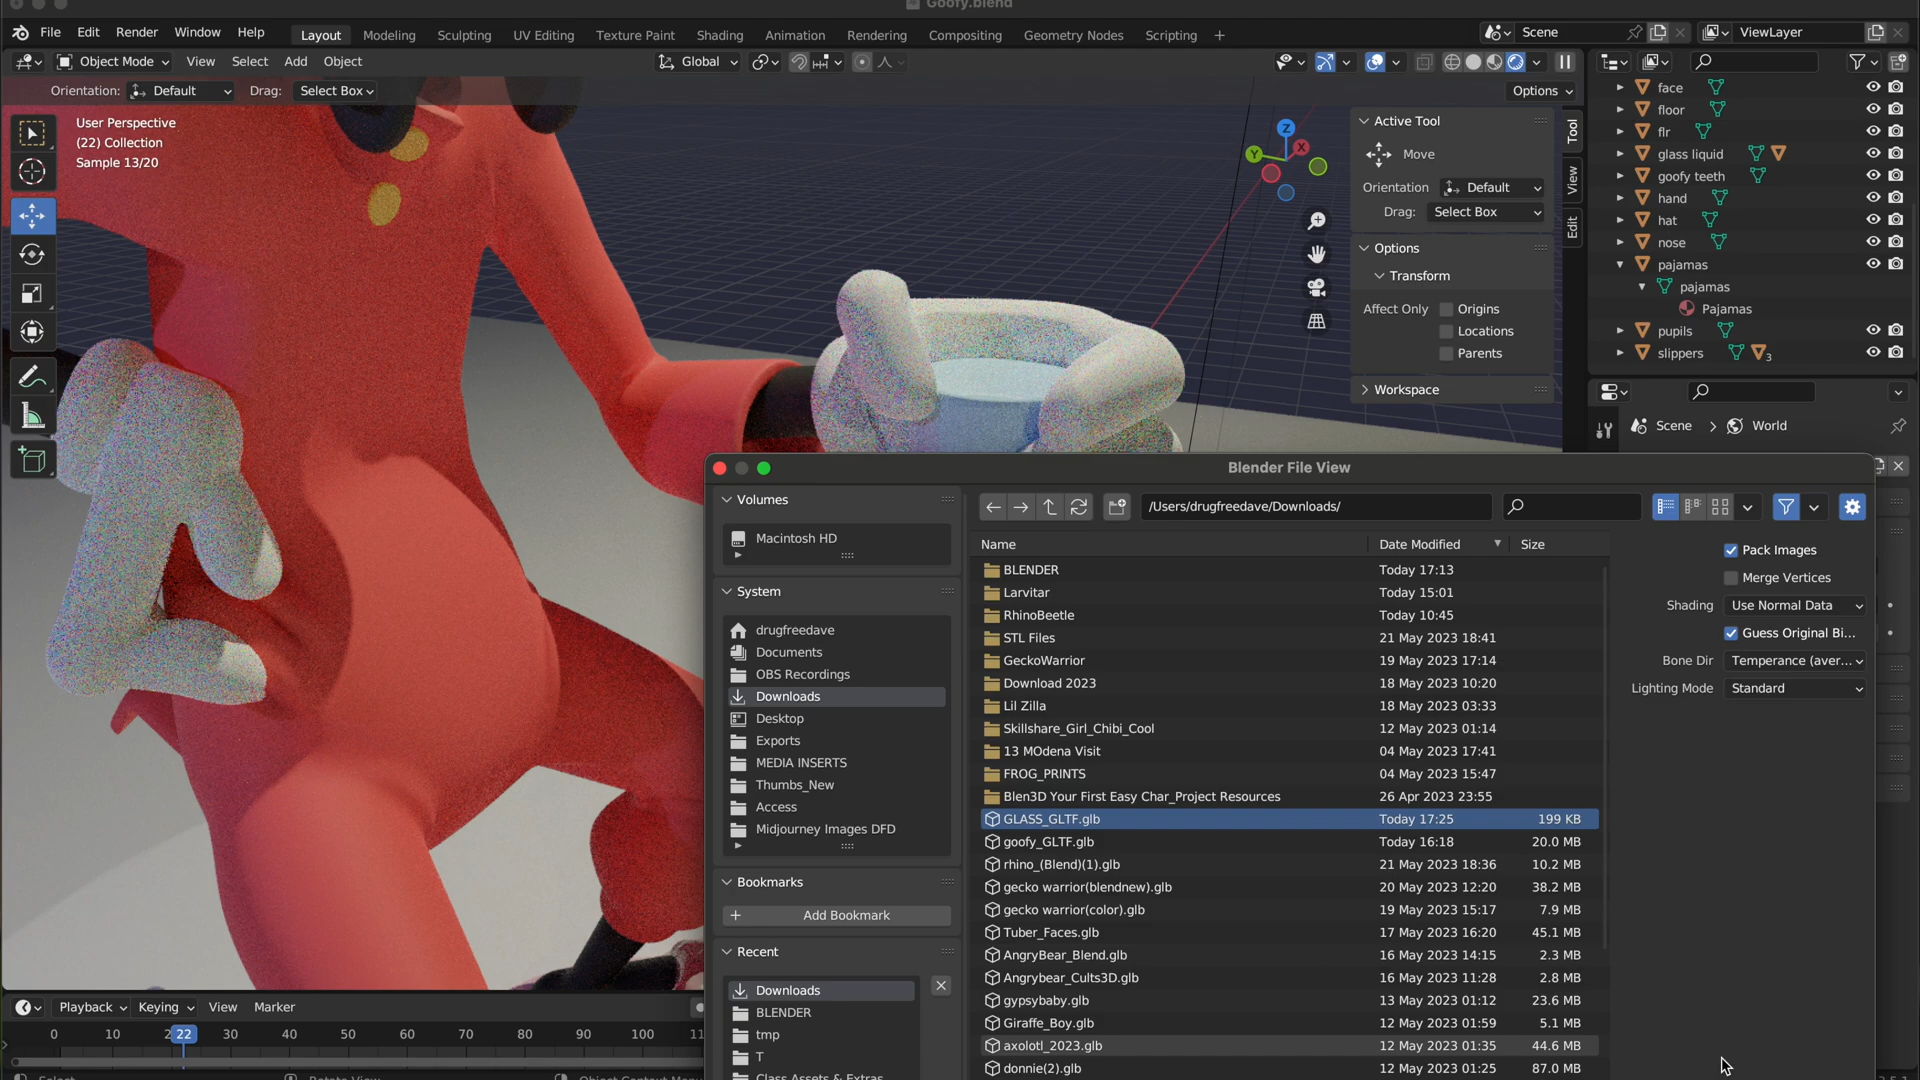 Goofy.blend
File Edit Render Window Help Layout Modeling Sculpting UV Editing Texture Paint Shading Animation Rendering Compositing Geometry Nodes Scripting + Scene ViewLayer
Object Mode View Select Add Object Global
Orientation: Default Drag: Select Box Options
User Perspective
(22) Collection
Sample 13/20
Z
X
Y
Active Tool
Move
Orientation Default
Drag: Select Box
Options
Transform
Affect Only Origins
Locations
Parents
Workspace
Tool
View
Edit
face
floor
flr
glass liquid
goofy teeth
hand
hat
nose
pajamas
pajamas
Pajamas
pupils
slippers 3
Scene > World
Blender File View
Volumes
Macintosh HD
System
drugfreedave
Documents
OBS Recordings
Downloads
Desktop
Exports
MEDIA INSERTS
Thumbs_New
Access
Midjourney Images DFD
Bookmarks
+ Add Bookmark
Recent
Downloads
BLENDER
tmp
T
Class Assets & Extras
/Users/drugfreedave/Downloads/
Name Date Modified Size
BLENDER Today 17:13
Larvitar Today 15:01
RhinoBeetle Today 10:45
STL Files 21 May 2023 18:41
GeckoWarrior 19 May 2023 17:14
Download 2023 18 May 2023 10:20
Lil Zilla 18 May 2023 03:33
Skillshare_Girl_Chibi_Cool 12 May 2023 01:14
13 MOdena Visit 04 May 2023 17:41
FROG_PRINTS 04 May 2023 15:47
Blen3D Your First Easy Char_Project Resources 26 Apr 2023 23:55
GLASS_GLTF.glb Today 17:25 199 KB
goofy_GLTF.glb Today 16:18 20.0 MB
rhino_(Blend)(1).glb 21 May 2023 18:36 10.2 MB
gecko warrior(blendnew).glb 20 May 2023 12:20 38.2 MB
gecko warrior(color).glb 19 May 2023 15:17 7.9 MB
Tuber_Faces.glb 17 May 2023 16:20 45.1 MB
AngryBear_Blend.glb 16 May 2023 14:15 2.3 MB
Angrybear_Cults3D.glb 16 May 2023 11:28 2.8 MB
gypsybaby.glb 13 May 2023 01:12 23.6 MB
Giraffe_Boy.glb 12 May 2023 01:59 5.1 MB
axolotl_2023.glb 12 May 2023 01:35 44.6 MB
donnie(2).glb 12 May 2023 01:25 87.0 MB
Pack Images
Merge Vertices
Shading Use Normal Data
Guess Original Bi...
Bone Dir Temperance (aver...
Lighting Mode Standard
Playback Keying View Marker
0 10 22 30 40 50 60 70 80 90 100
Select Rotate View Object Context Menu